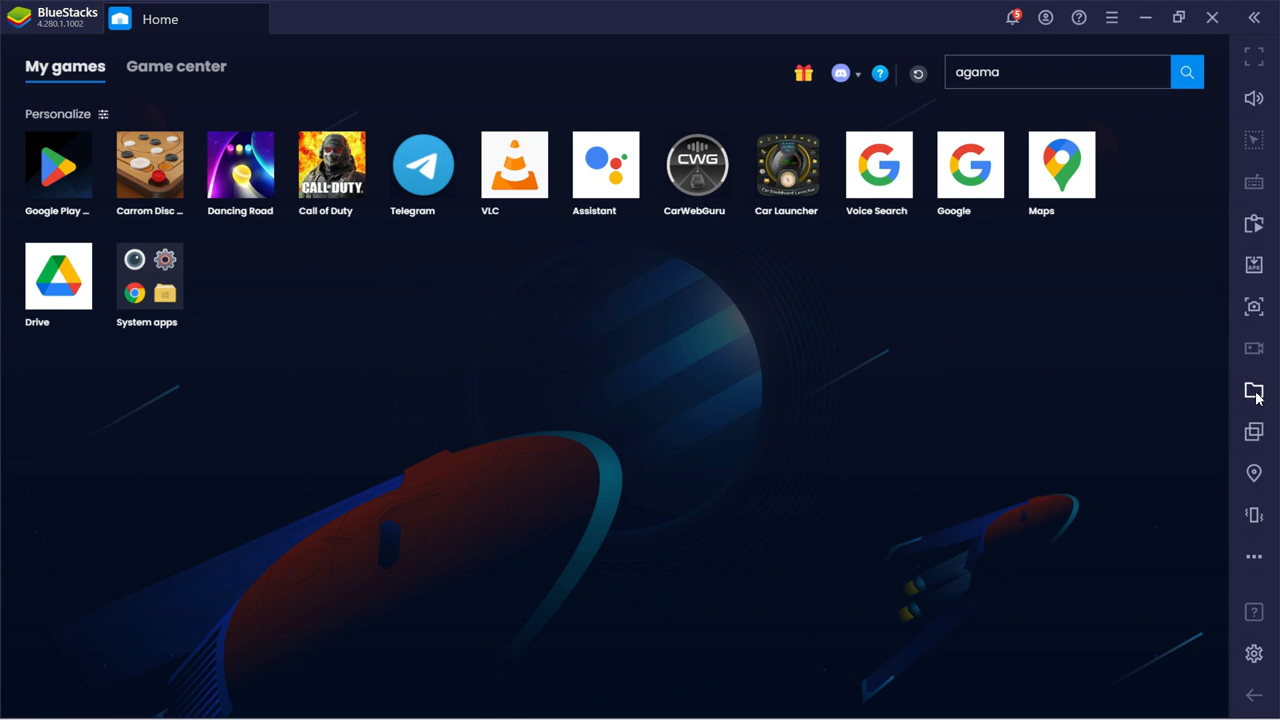 BlueStacks
4.280.1.1002
Home
5
My games
Game center
?
agama
Personalize
CALL OF DUTY
CWG
Google Play ...
Carrom Disc ...
Dancing Road
Call of Duty
Telegram
VLC
Assistant
CarWebGuru
Car Launcher
Voice Search
Google
Maps
APK
Drive
System apps
?